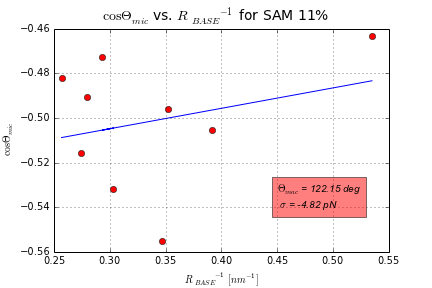 cosΘmic vs. R BASE⁻¹ for SAM 11%
cosΘmic
−0.46
−0.48
−0.50
−0.52
−0.54
−0.56
Θmac = 122.15 deg
σ = -4.82 pN
0.25 0.30 0.35 0.40 0.45 0.50 0.55
R BASE⁻¹ [nm⁻¹]